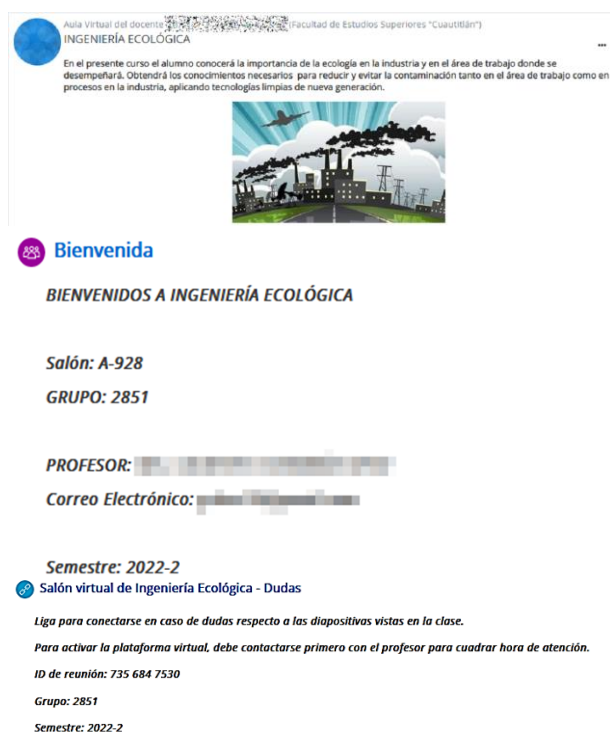 Aula Virtual del docente (Facultad de Estudios Superiores "Cuautitlán")
INGENIERÍA ECOLÓGICA
En el presente curso el alumno conocerá la importancia de la ecología en la industria y en el área de trabajo donde se
desempeñará. Obtendrá los conocimientos necesarios para reducir y evitar la contaminación tanto en el área de trabajo como en
procesos en la industria, aplicando tecnologías limpias de nueva generación.
Bienvenida
BIENVENIDOS A INGENIERÍA ECOLÓGICA
Salón: A-928
GRUPO: 2851
PROFESOR:
Correo Electrónico:
Semestre: 2022-2
Salón virtual de Ingeniería Ecológica - Dudas
Liga para conectarse en caso de dudas respecto a las diapositivas vistas en la clase.
Para activar la plataforma virtual, debe contactarse primero con el profesor para cuadrar hora de atención.
ID de reunión: 735 684 7530
Grupo: 2851
Semestre: 2022-2